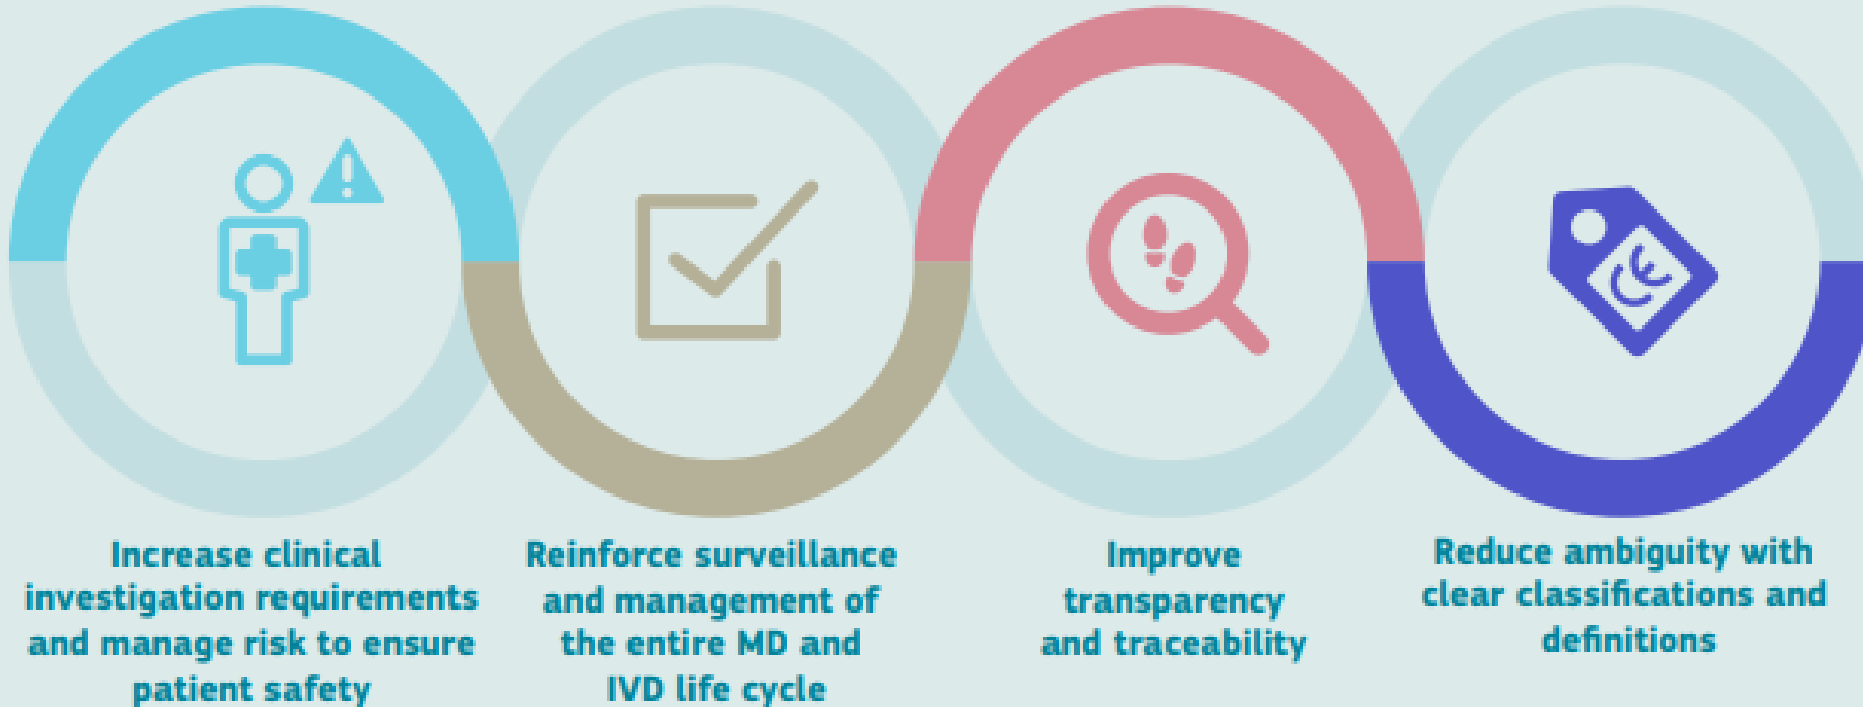 Increase clinical
investigation requirements
and manage risk to ensure
patient safety
Reinforce surveillance
and management of
the entire MD and
IVD life cycle
Improve
transparency
and traceability
CE
Reduce ambiguity with
clear classifications and
definitions